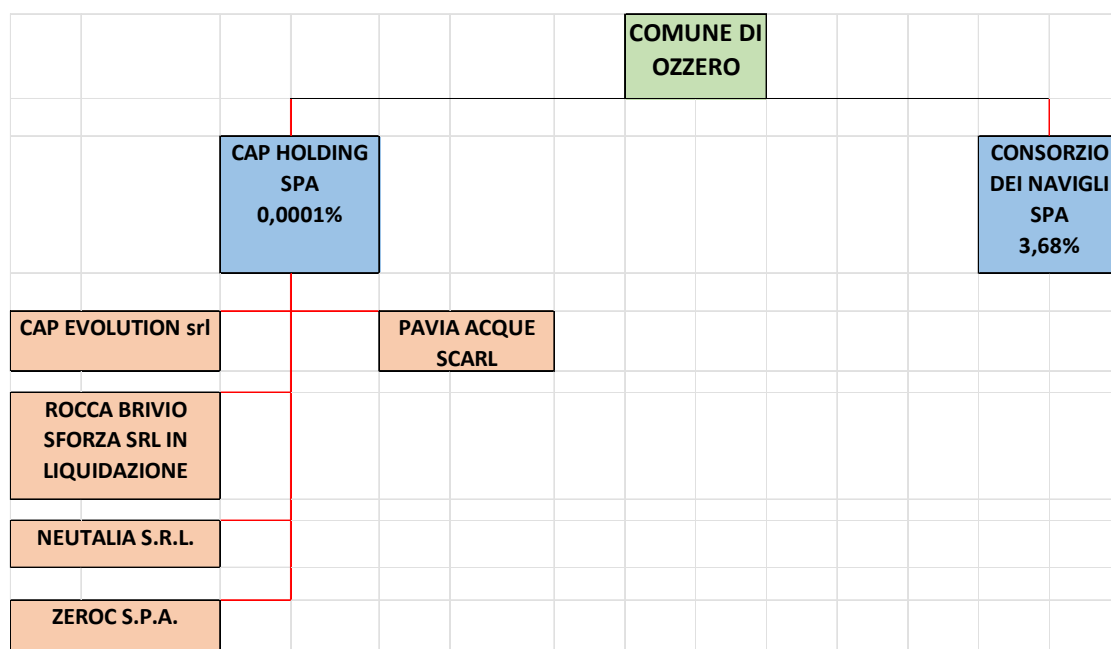 COMUNE DI
OZZERO
CAP HOLDING
SPA
0,0001%
CONSORZIO
DEI NAVIGLI
SPA
3,68%
CAP EVOLUTION srl
PAVIA ACQUE
SCARL
ROCCA BRIVIO
SFORZA SRL IN
LIQUIDAZIONE
NEUTALIA S.R.L.
ZEROC S.P.A.